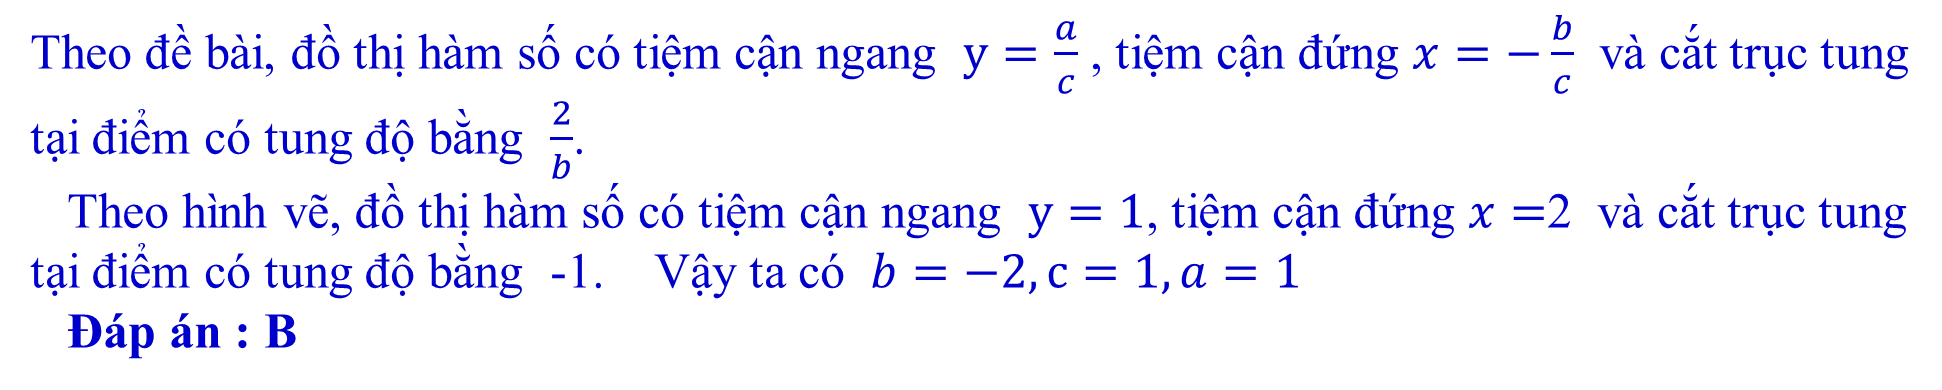 Theo đề bài, đồ thị hàm số có tiệm cận ngang y = a/c , tiệm cận đứng x = − b/c và cắt trục tung
tại điểm có tung độ bằng 2/b.
Theo hình vẽ, đồ thị hàm số có tiệm cận ngang y = 1, tiệm cận đứng x =2 và cắt trục tung
tại điểm có tung độ bằng -1. Vậy ta có b = −2, c = 1, a = 1
Đáp án : B